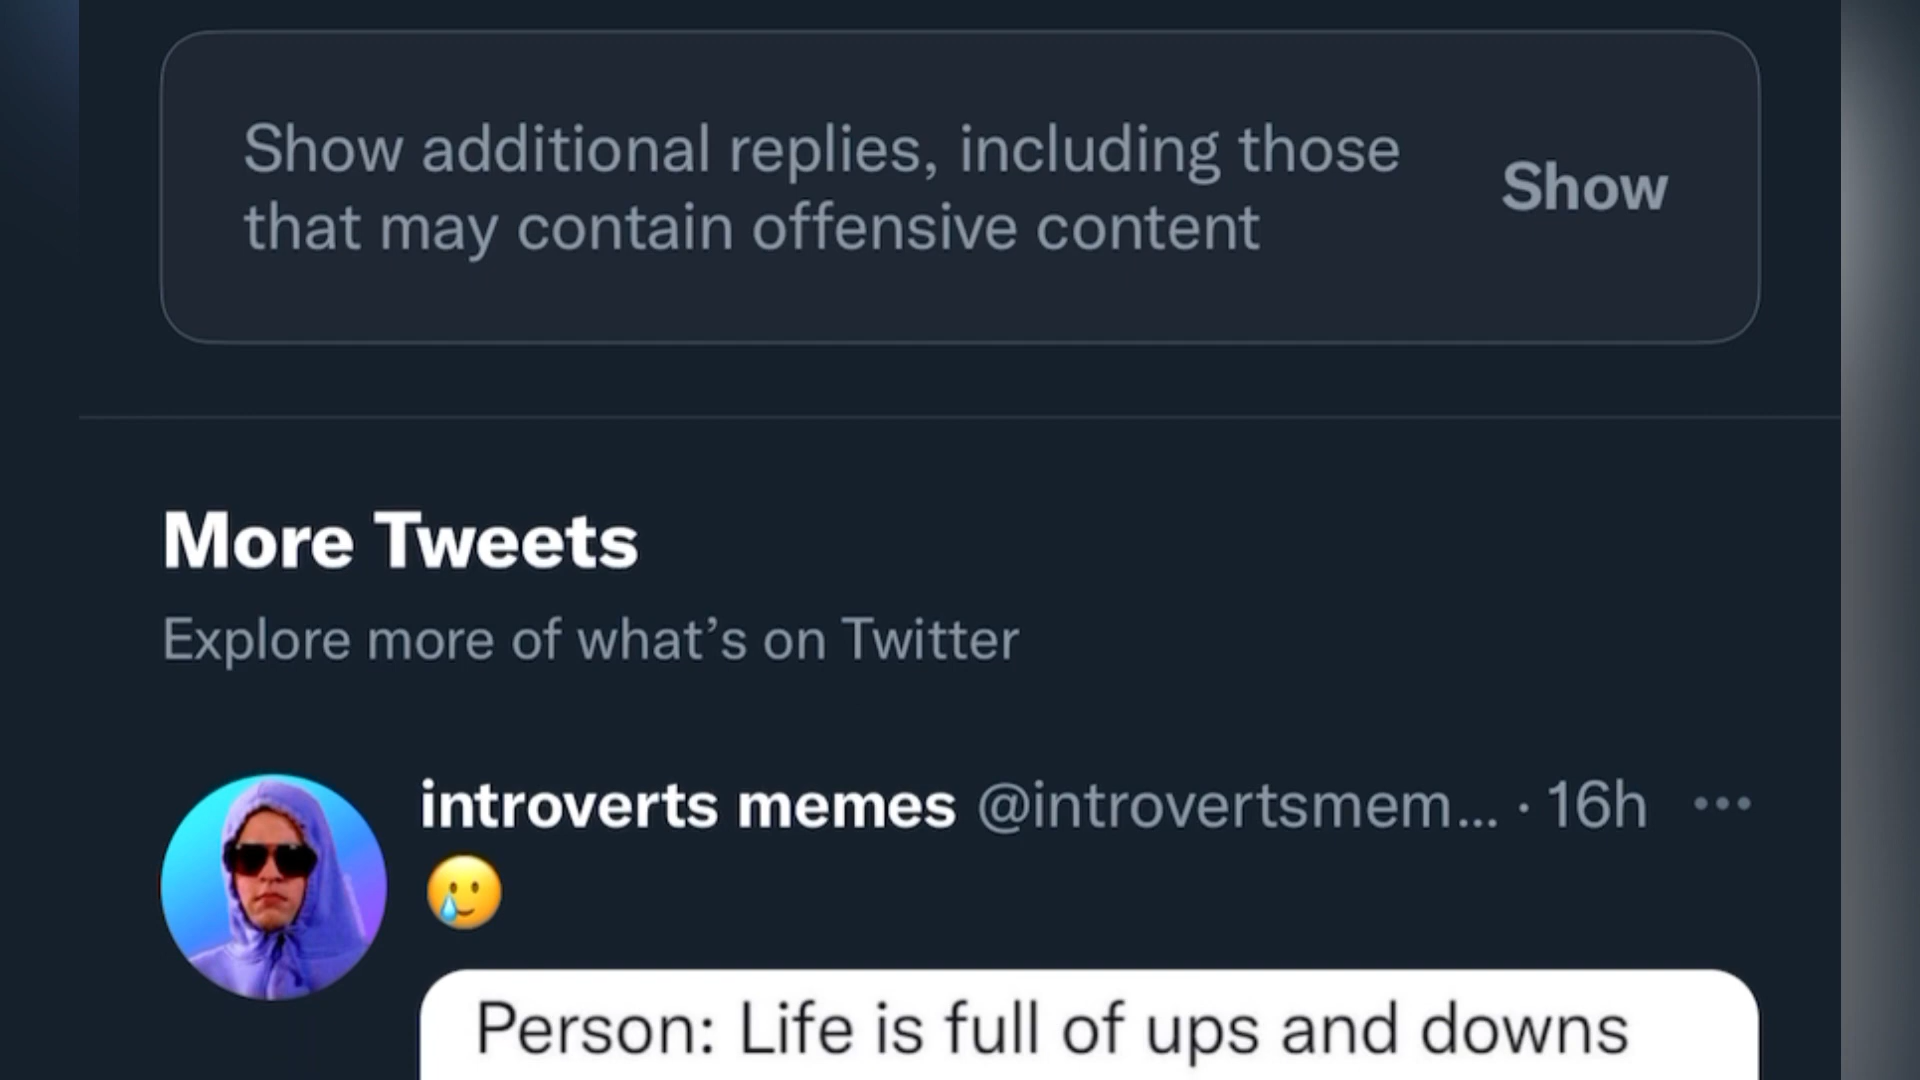 Show additional replies, including those
that may contain offensive content
Show
More Tweets
Explore more of what’s on Twitter
introverts memes @introvertsmem... · 16h
Person: Life is full of ups and downs